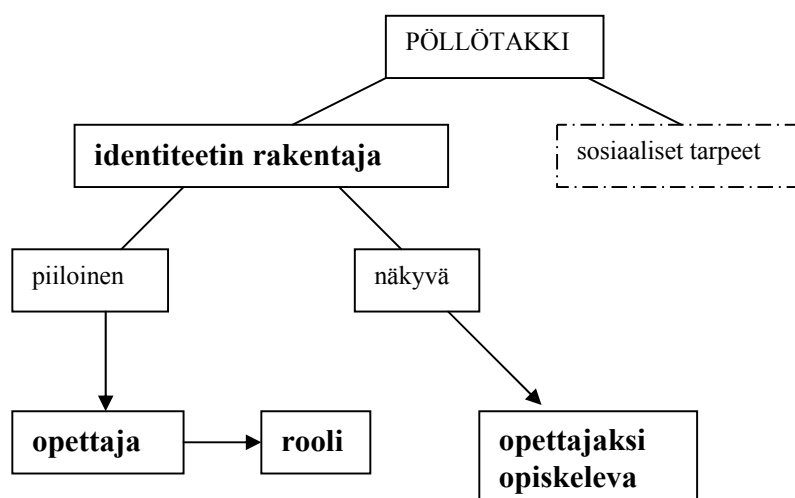 PÖLLÖTAKKI
identiteetin rakentaja
sosiaaliset tarpeet
piiloinen
näkyvä
opettaja
rooli
opettajaksi
opiskeleva